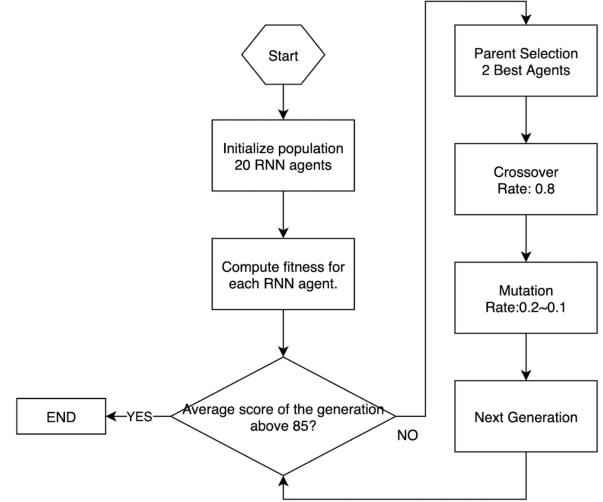 Start
Initialize population
20 RNN agents
Compute fitness for
each RNN agent.
Average score of the generation
above 85?
YES
END
NO
Parent Selection
2 Best Agents
Crossover
Rate: 0.8
Mutation
Rate:0.2~0.1
Next Generation